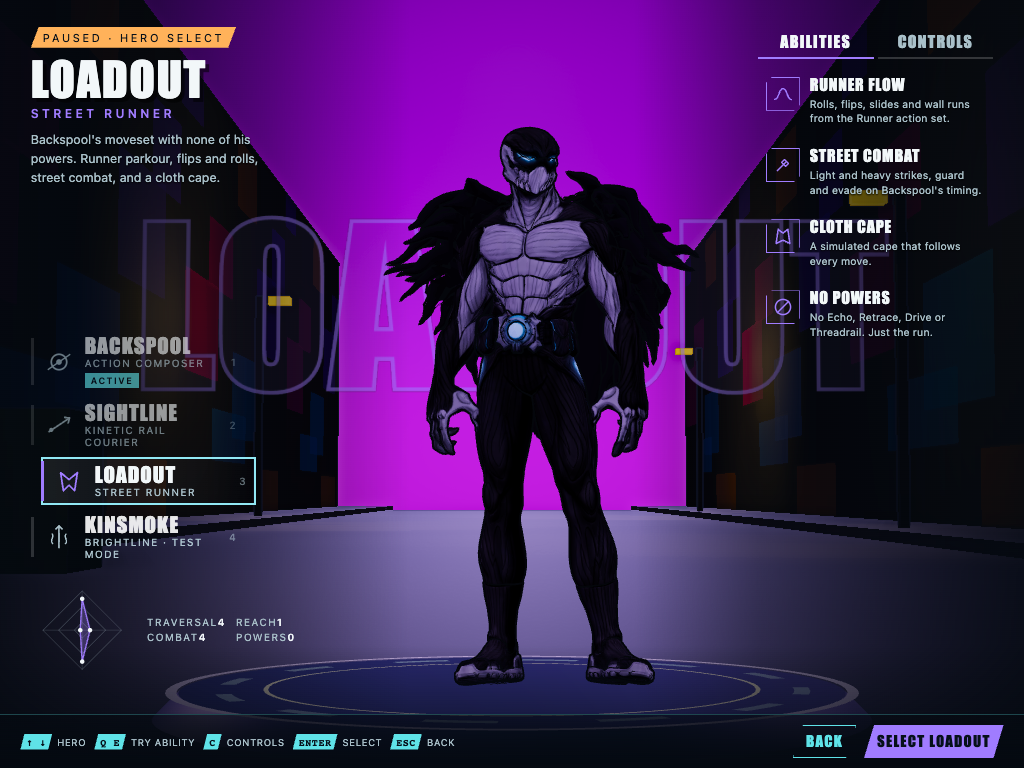 PAUSED · HERO SELECT
LOADOUT
STREET RUNNER
Backspool's moveset with none of his
powers. Runner parkour, flips and rolls,
street combat, and a cloth cape.
ABILITIES
CONTROLS
RUNNER FLOW
Rolls, flips, slides and wall runs
from the Runner action set.
STREET COMBAT
Light and heavy strikes, guard
and evade on Backspool's timing.
CLOTH CAPE
A simulated cape that follows
every move.
NO POWERS
No Echo, Retrace, Drive or
Threadrail. Just the run.
LOADOUT
BACKSPOOL
ACTION COMPOSER
1
ACTIVE
SIGHTLINE
KINETIC RAIL
COURIER
2
LOADOUT
STREET RUNNER
3
KINSMOKE
BRIGHTLINE · TEST
MODE
4
TRAVERSAL4 REACH1
COMBAT4 POWERS0
↑ ↓ HERO Q E TRY ABILITY C CONTROLS ENTER SELECT ESC BACK
BACK
SELECT LOADOUT